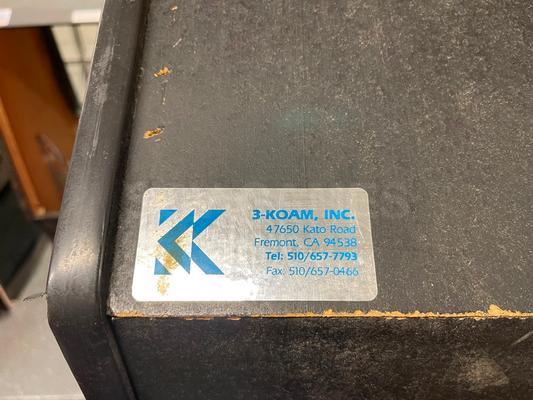 3-KOAM, INC.
47650 Kato Road
Fremont, CA 94538
Tel: 510/657-7793
Fax: 510/657-0466